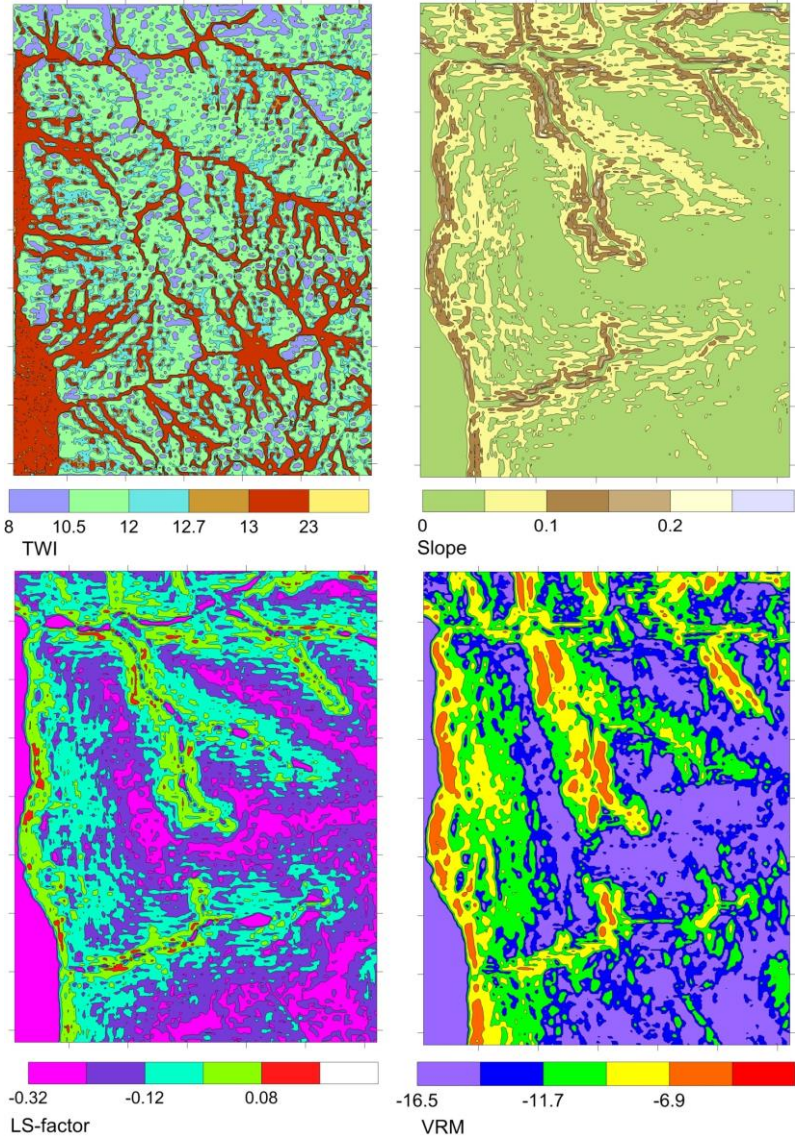 8 10.5 12 12.7 13 23
TWI
0 0.1 0.2
Slope
-0.32 -0.12 0.08
LS-factor
-16.5 -11.7 -6.9
VRM